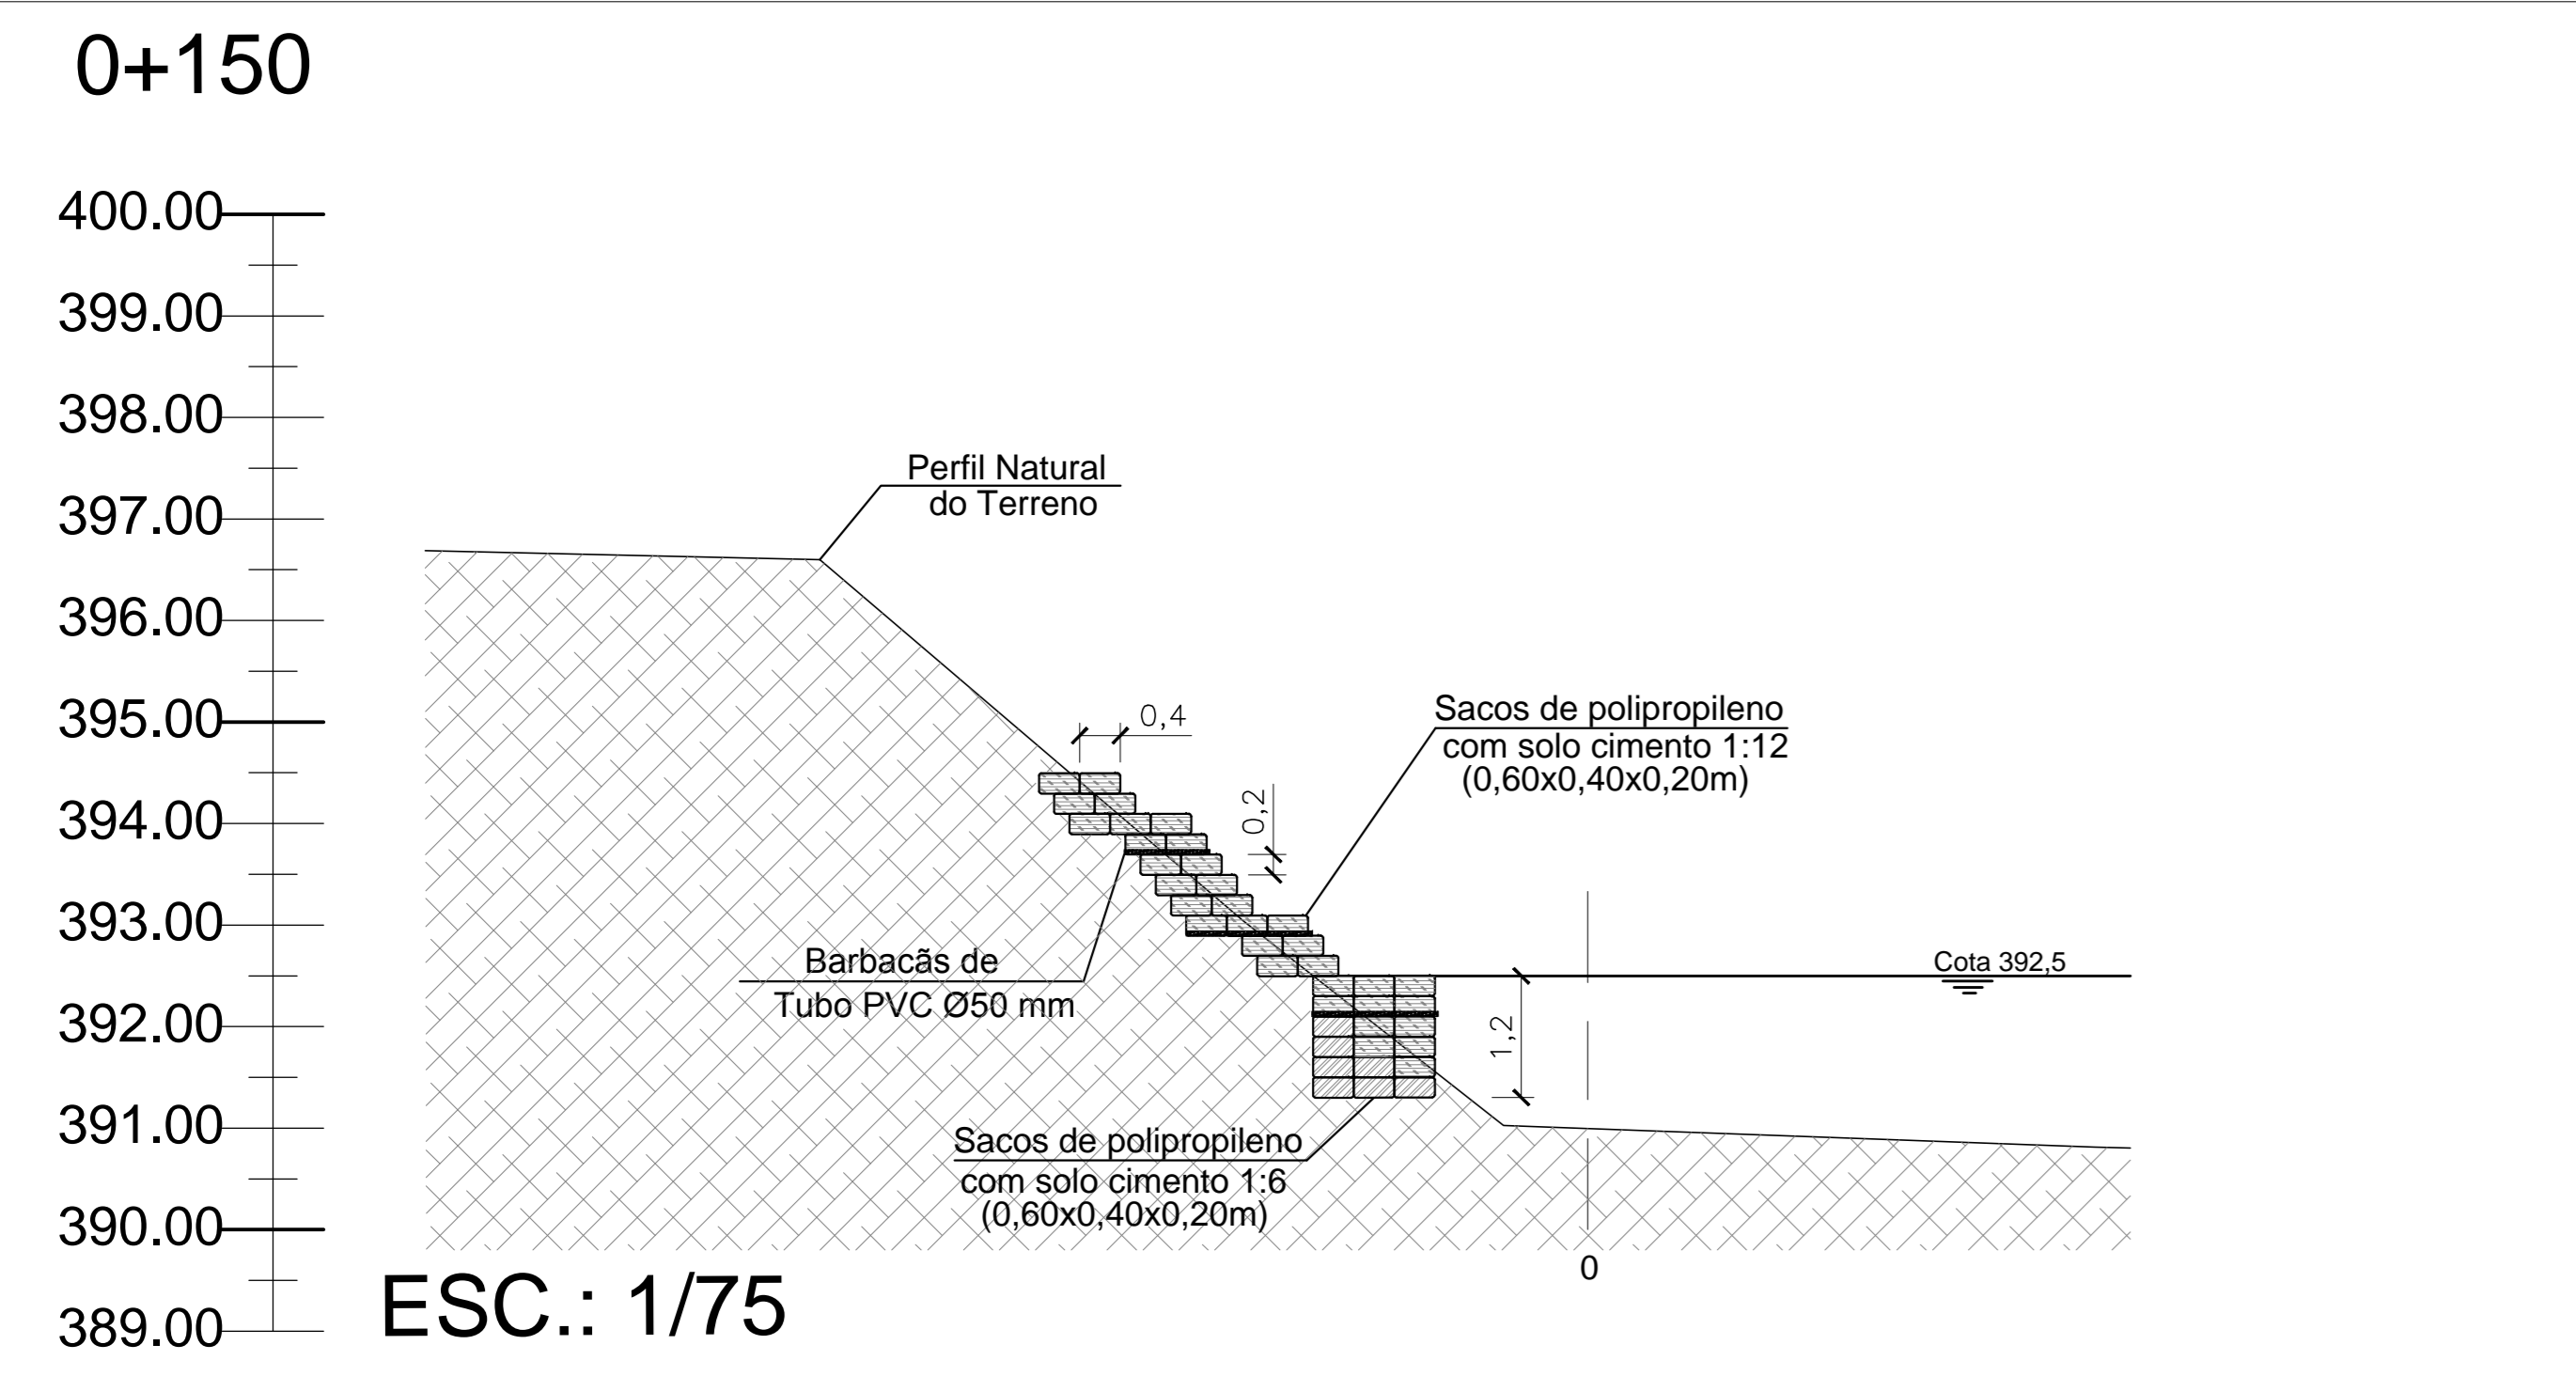 0+150
400.00
399.00
398.00
397.00
396.00
395.00
394.00
393.00
392.00
391.00
390.00
389.00
Perfil Natural
do Terreno
0,4
Sacos de polipropileno
com solo cimento 1:12
(0,60x0,40x0,20m)
0,2
Barbacãs de
Tubo PVC Ø50 mm
Cota 392,5
1,2
Sacos de polipropileno
com solo cimento 1:6
(0,60x0,40x0,20m)
0
ESC.: 1/75